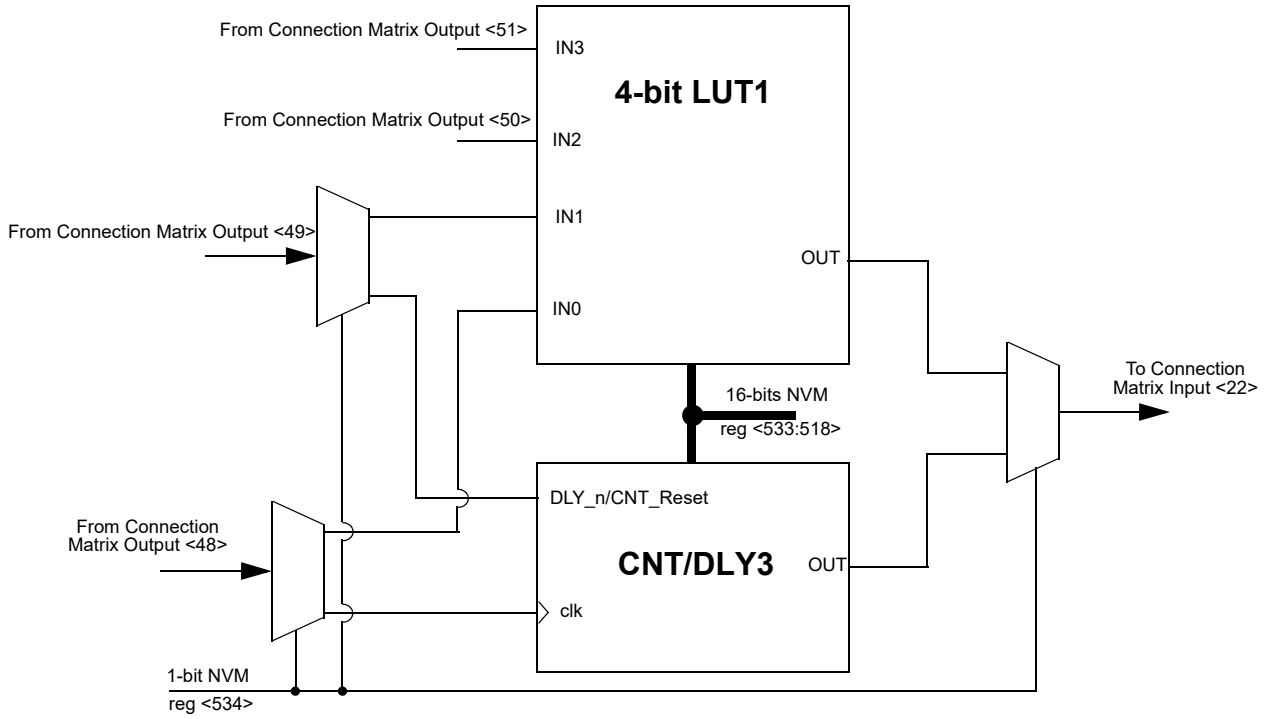 From Connection Matrix Output <51>
IN3
4-bit LUT1
From Connection Matrix Output <50>
IN2
IN1
From Connection Matrix Output <49>
OUT
IN0
To Connection
Matrix Input <22>
16-bits NVM
reg <533:518>
DLY_n/CNT_Reset
From Connection
Matrix Output <48>
CNT/DLY3
OUT
clk
1-bit NVM
reg <534>